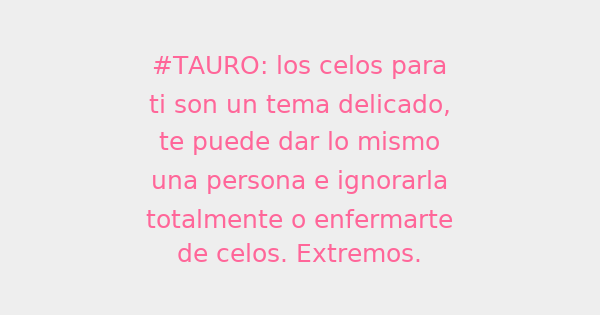 #TAURO: los celos para
ti son un tema delicado,
te puede dar lo mismo
una persona e ignorarla
totalmente o enfermarte
de celos. Extremos.